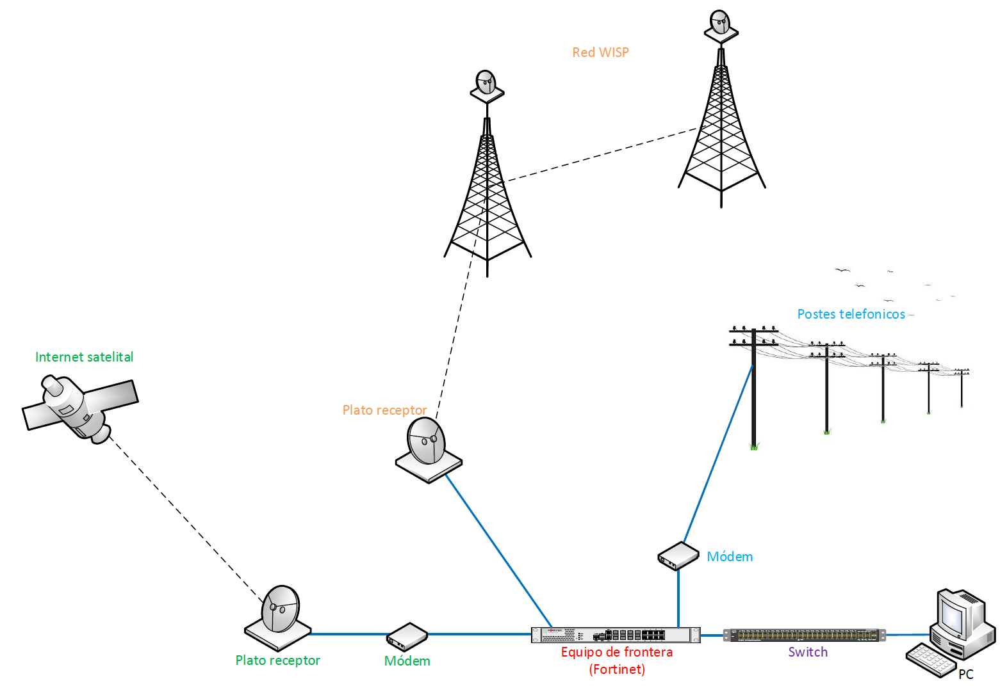 Red WISP
Postes telefonicos
Internet satelital
Plato receptor
Módem
Plato receptor
Módem
Equipo de frontera
(Fortinet)
Switch
PC